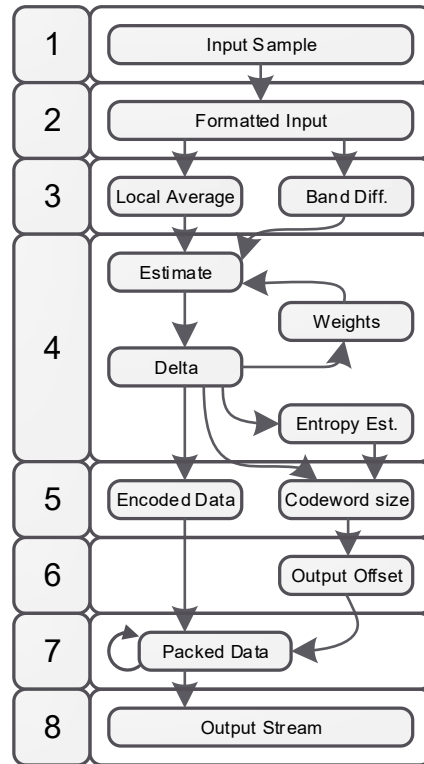 1
Input Sample
2
Formatted Input
3
Local Average
Band Diff.
4
Estimate
Weights
Delta
Entropy Est.
5
Encoded Data
Codeword size
6
Output Offset
7
Packed Data
8
Output Stream